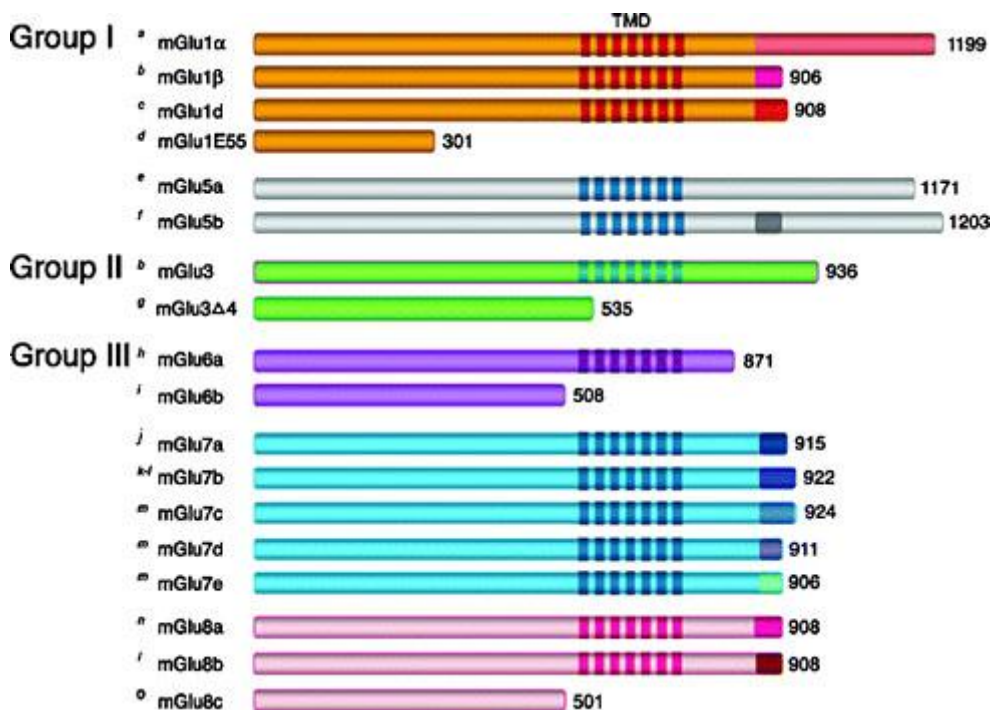 TMD
Group I a mGlu1α 1199
b mGlu1β 906
c mGlu1d 908
d mGlu1E55 301
e mGlu5a 1171
f mGlu5b 1203
Group II b mGlu3 936
g mGlu3Δ4 535
Group III h mGlu6a 871
i mGlu6b 508
j mGlu7a 915
k-l mGlu7b 922
m mGlu7c 924
m mGlu7d 911
m mGlu7e 906
n mGlu8a 908
l mGlu8b 908
o mGlu8c 501